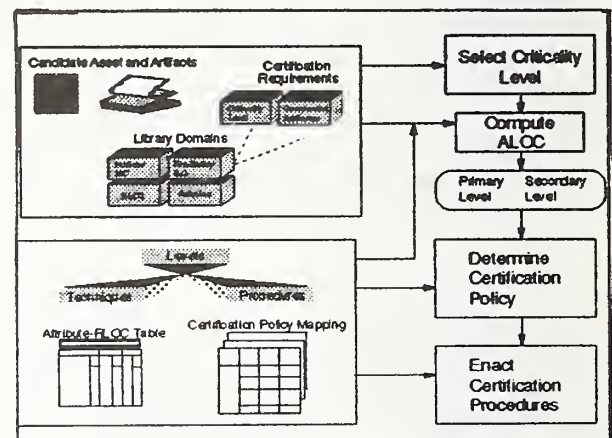 Candidate Asset and Artifacts
Certification
Requirements
Library Domains
Levels
Techniques
Procedures
Attribute-ALOC Table
Certification Policy Mapping
Select Criticality
Level
Compute
ALOC
Primary
Level
Secondary
Level
Determine
Certification
Policy
Enact
Certification
Procedures